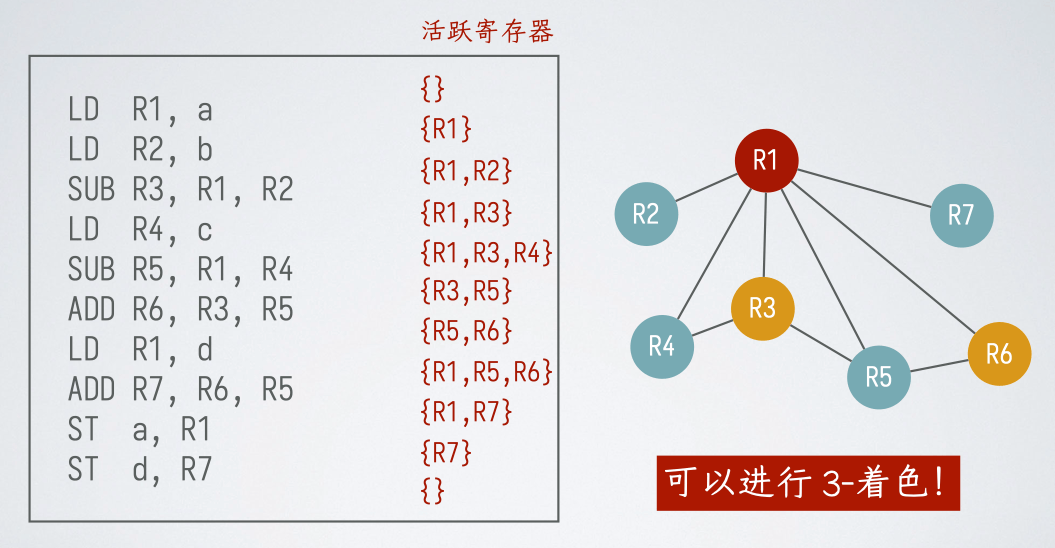 活跃寄存器
{}
LD R1, a
{R1}
LD R2, b
{R1,R2}
SUB R3, R1, R2
{R1,R3}
LD R4, c
{R1,R3,R4}
SUB R5, R1, R4
{R3,R5}
ADD R6, R3, R5
{R5,R6}
LD R1, d
{R1,R5,R6}
ADD R7, R6, R5
{R1,R7}
ST a, R1
{R7}
ST d, R7
{}
R1
R2
R7
R3
R4
R6
R5
可以进行 3-着色!